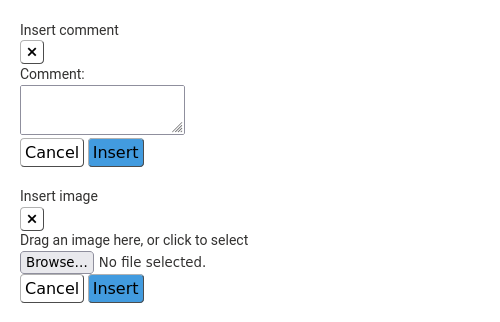 Insert comment
×
Comment:
Cancel Insert
Insert image
×
Drag an image here, or click to select
Browse... No file selected.
Cancel Insert